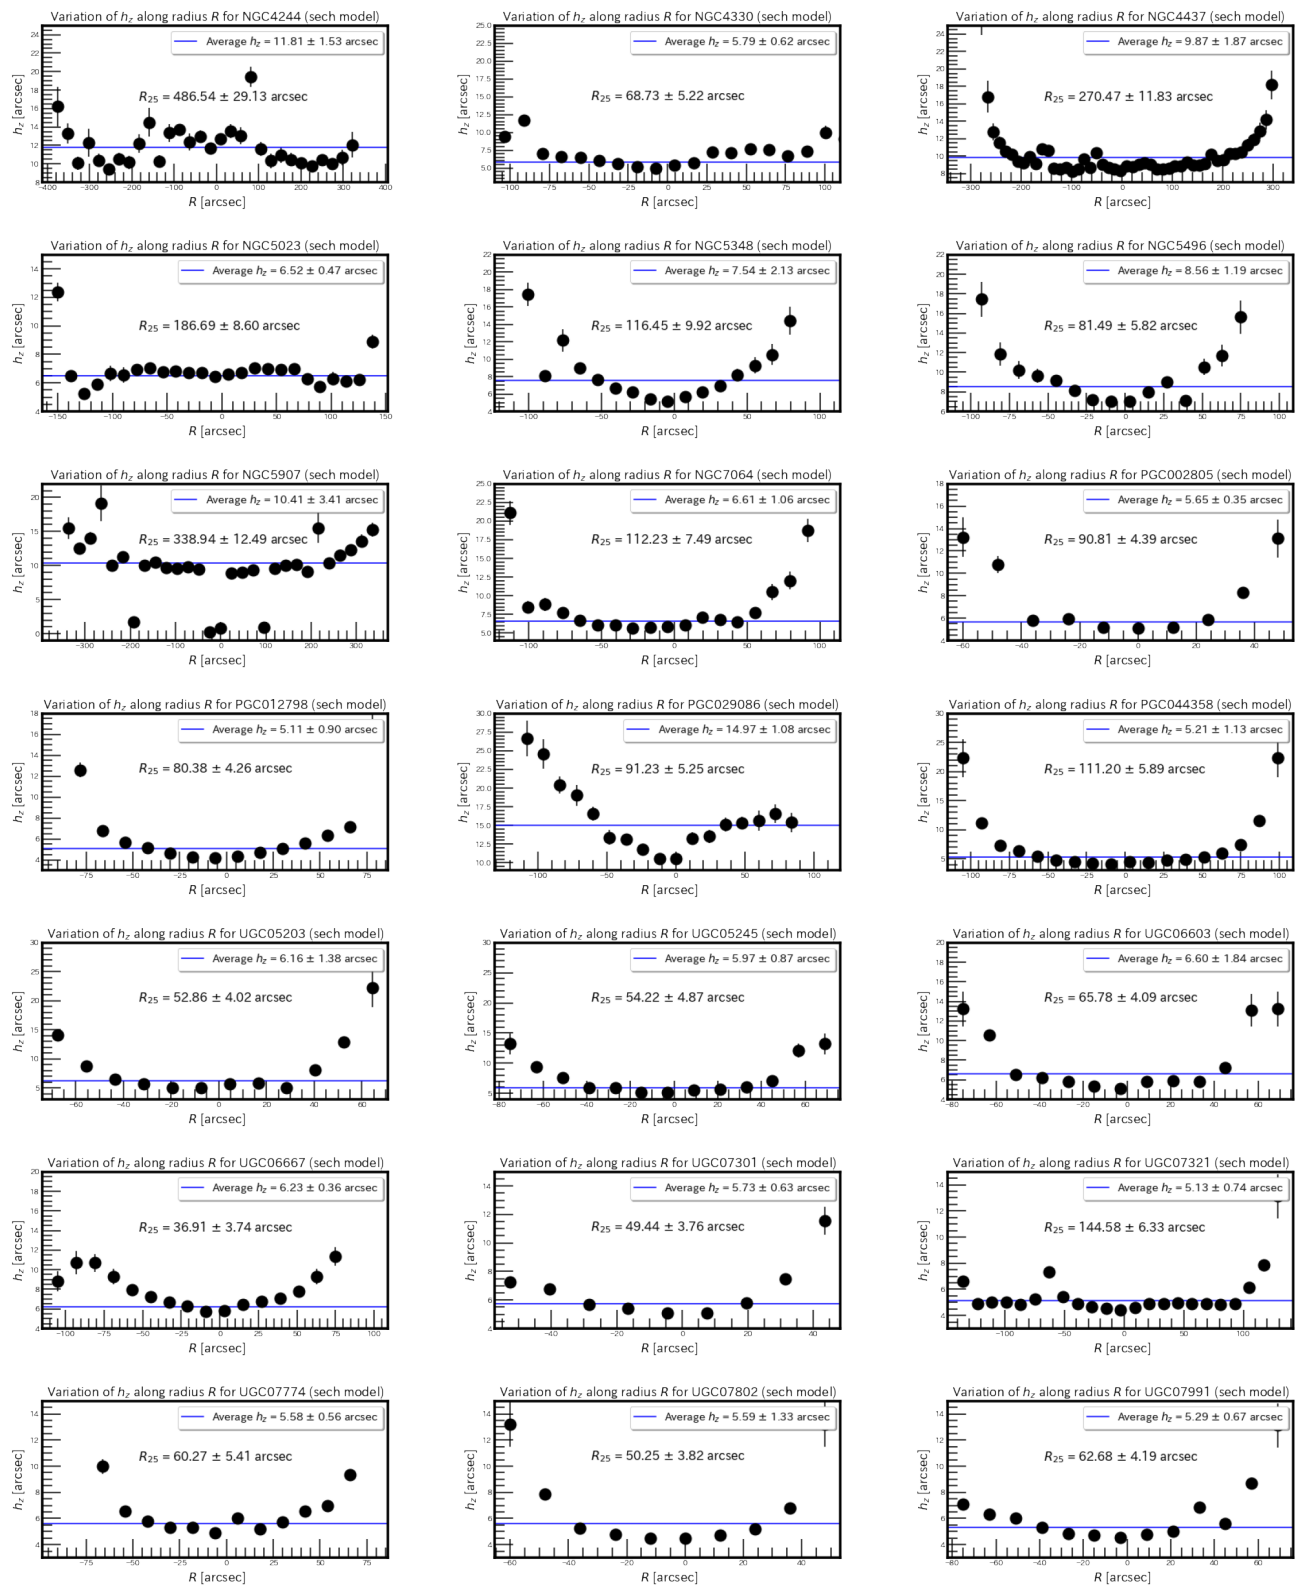 Variation of h_z along radius R for NGC4244 (sech model)
Average h_z = 11.81 ± 1.53 arcsec
R_25 = 486.54 ± 29.13 arcsec
h_z [arcsec]
R [arcsec]
Variation of h_z along radius R for NGC4330 (sech model)
Average h_z = 5.79 ± 0.62 arcsec
R_25 = 68.73 ± 5.22 arcsec
h_z [arcsec]
R [arcsec]
Variation of h_z along radius R for NGC4437 (sech model)
Average h_z = 9.87 ± 1.87 arcsec
R_25 = 270.47 ± 11.83 arcsec
h_z [arcsec]
R [arcsec]
Variation of h_z along radius R for NGC5023 (sech model)
Average h_z = 6.52 ± 0.47 arcsec
R_25 = 186.69 ± 8.60 arcsec
h_z [arcsec]
R [arcsec]
Variation of h_z along radius R for NGC5348 (sech model)
Average h_z = 7.54 ± 2.13 arcsec
R_25 = 116.45 ± 9.92 arcsec
h_z [arcsec]
R [arcsec]
Variation of h_z along radius R for NGC5496 (sech model)
Average h_z = 8.56 ± 1.19 arcsec
R_25 = 81.49 ± 5.82 arcsec
h_z [arcsec]
R [arcsec]
Variation of h_z along radius R for NGC5907 (sech model)
Average h_z = 10.41 ± 3.41 arcsec
R_25 = 338.94 ± 12.49 arcsec
h_z [arcsec]
R [arcsec]
Variation of h_z along radius R for NGC7064 (sech model)
Average h_z = 6.61 ± 1.06 arcsec
R_25 = 112.23 ± 7.49 arcsec
h_z [arcsec]
R [arcsec]
Variation of h_z along radius R for PGC002805 (sech model)
Average h_z = 5.65 ± 0.35 arcsec
R_25 = 90.81 ± 4.39 arcsec
h_z [arcsec]
R [arcsec]
Variation of h_z along radius R for PGC012798 (sech model)
Average h_z = 5.11 ± 0.90 arcsec
R_25 = 80.38 ± 4.26 arcsec
h_z [arcsec]
R [arcsec]
Variation of h_z along radius R for PGC029086 (sech model)
Average h_z = 14.97 ± 1.08 arcsec
R_25 = 91.23 ± 5.25 arcsec
h_z [arcsec]
R [arcsec]
Variation of h_z along radius R for PGC044358 (sech model)
Average h_z = 5.21 ± 1.13 arcsec
R_25 = 111.20 ± 5.89 arcsec
h_z [arcsec]
R [arcsec]
Variation of h_z along radius R for UGC05203 (sech model)
Average h_z = 6.16 ± 1.38 arcsec
R_25 = 52.86 ± 4.02 arcsec
h_z [arcsec]
R [arcsec]
Variation of h_z along radius R for UGC05245 (sech model)
Average h_z = 5.97 ± 0.87 arcsec
R_25 = 54.22 ± 4.87 arcsec
h_z [arcsec]
R [arcsec]
Variation of h_z along radius R for UGC06603 (sech model)
Average h_z = 6.60 ± 1.84 arcsec
R_25 = 65.78 ± 4.09 arcsec
h_z [arcsec]
R [arcsec]
Variation of h_z along radius R for UGC06667 (sech model)
Average h_z = 6.23 ± 0.36 arcsec
R_25 = 36.91 ± 3.74 arcsec
h_z [arcsec]
R [arcsec]
Variation of h_z along radius R for UGC07301 (sech model)
Average h_z = 5.73 ± 0.63 arcsec
R_25 = 49.44 ± 3.76 arcsec
h_z [arcsec]
R [arcsec]
Variation of h_z along radius R for UGC07321 (sech model)
Average h_z = 5.13 ± 0.74 arcsec
R_25 = 144.58 ± 6.33 arcsec
h_z [arcsec]
R [arcsec]
Variation of h_z along radius R for UGC07774 (sech model)
Average h_z = 5.58 ± 0.56 arcsec
R_25 = 60.27 ± 5.41 arcsec
h_z [arcsec]
R [arcsec]
Variation of h_z along radius R for UGC07802 (sech model)
Average h_z = 5.59 ± 1.33 arcsec
R_25 = 50.25 ± 3.82 arcsec
h_z [arcsec]
R [arcsec]
Variation of h_z along radius R for UGC07991 (sech model)
Average h_z = 5.29 ± 0.67 arcsec
R_25 = 62.68 ± 4.19 arcsec
h_z [arcsec]
R [arcsec]